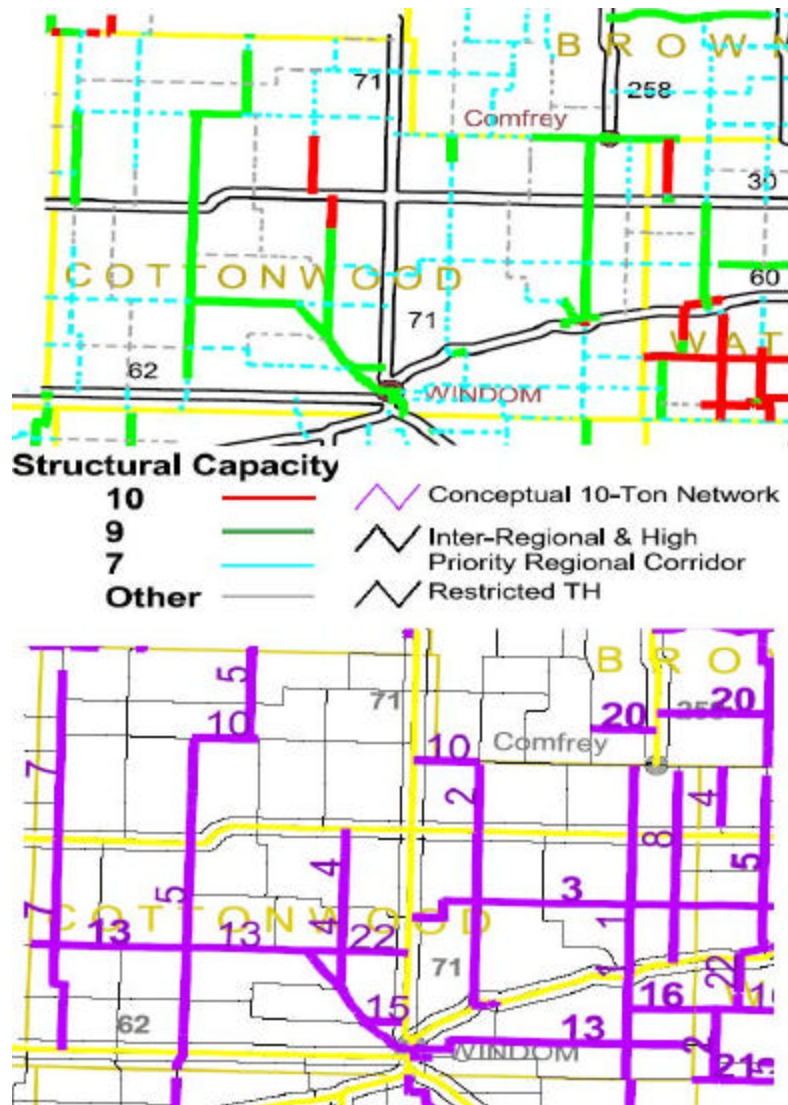 BROWN
71
258
Comfrey
30
COTTONWOOD
60
71
WAT
62
WINDOM
Structural Capacity
10
9
7
Other
Conceptual 10-Ton Network
Inter-Regional & High
Priority Regional Corridor
Restricted TH
5
BRO
71
20
20
10
10
Comfrey
7
2
4
4
8
5
3
7
5
COTTONWOOD
4
1
13
13
22
71
22
15
16
62
13
WINDOM
2
21